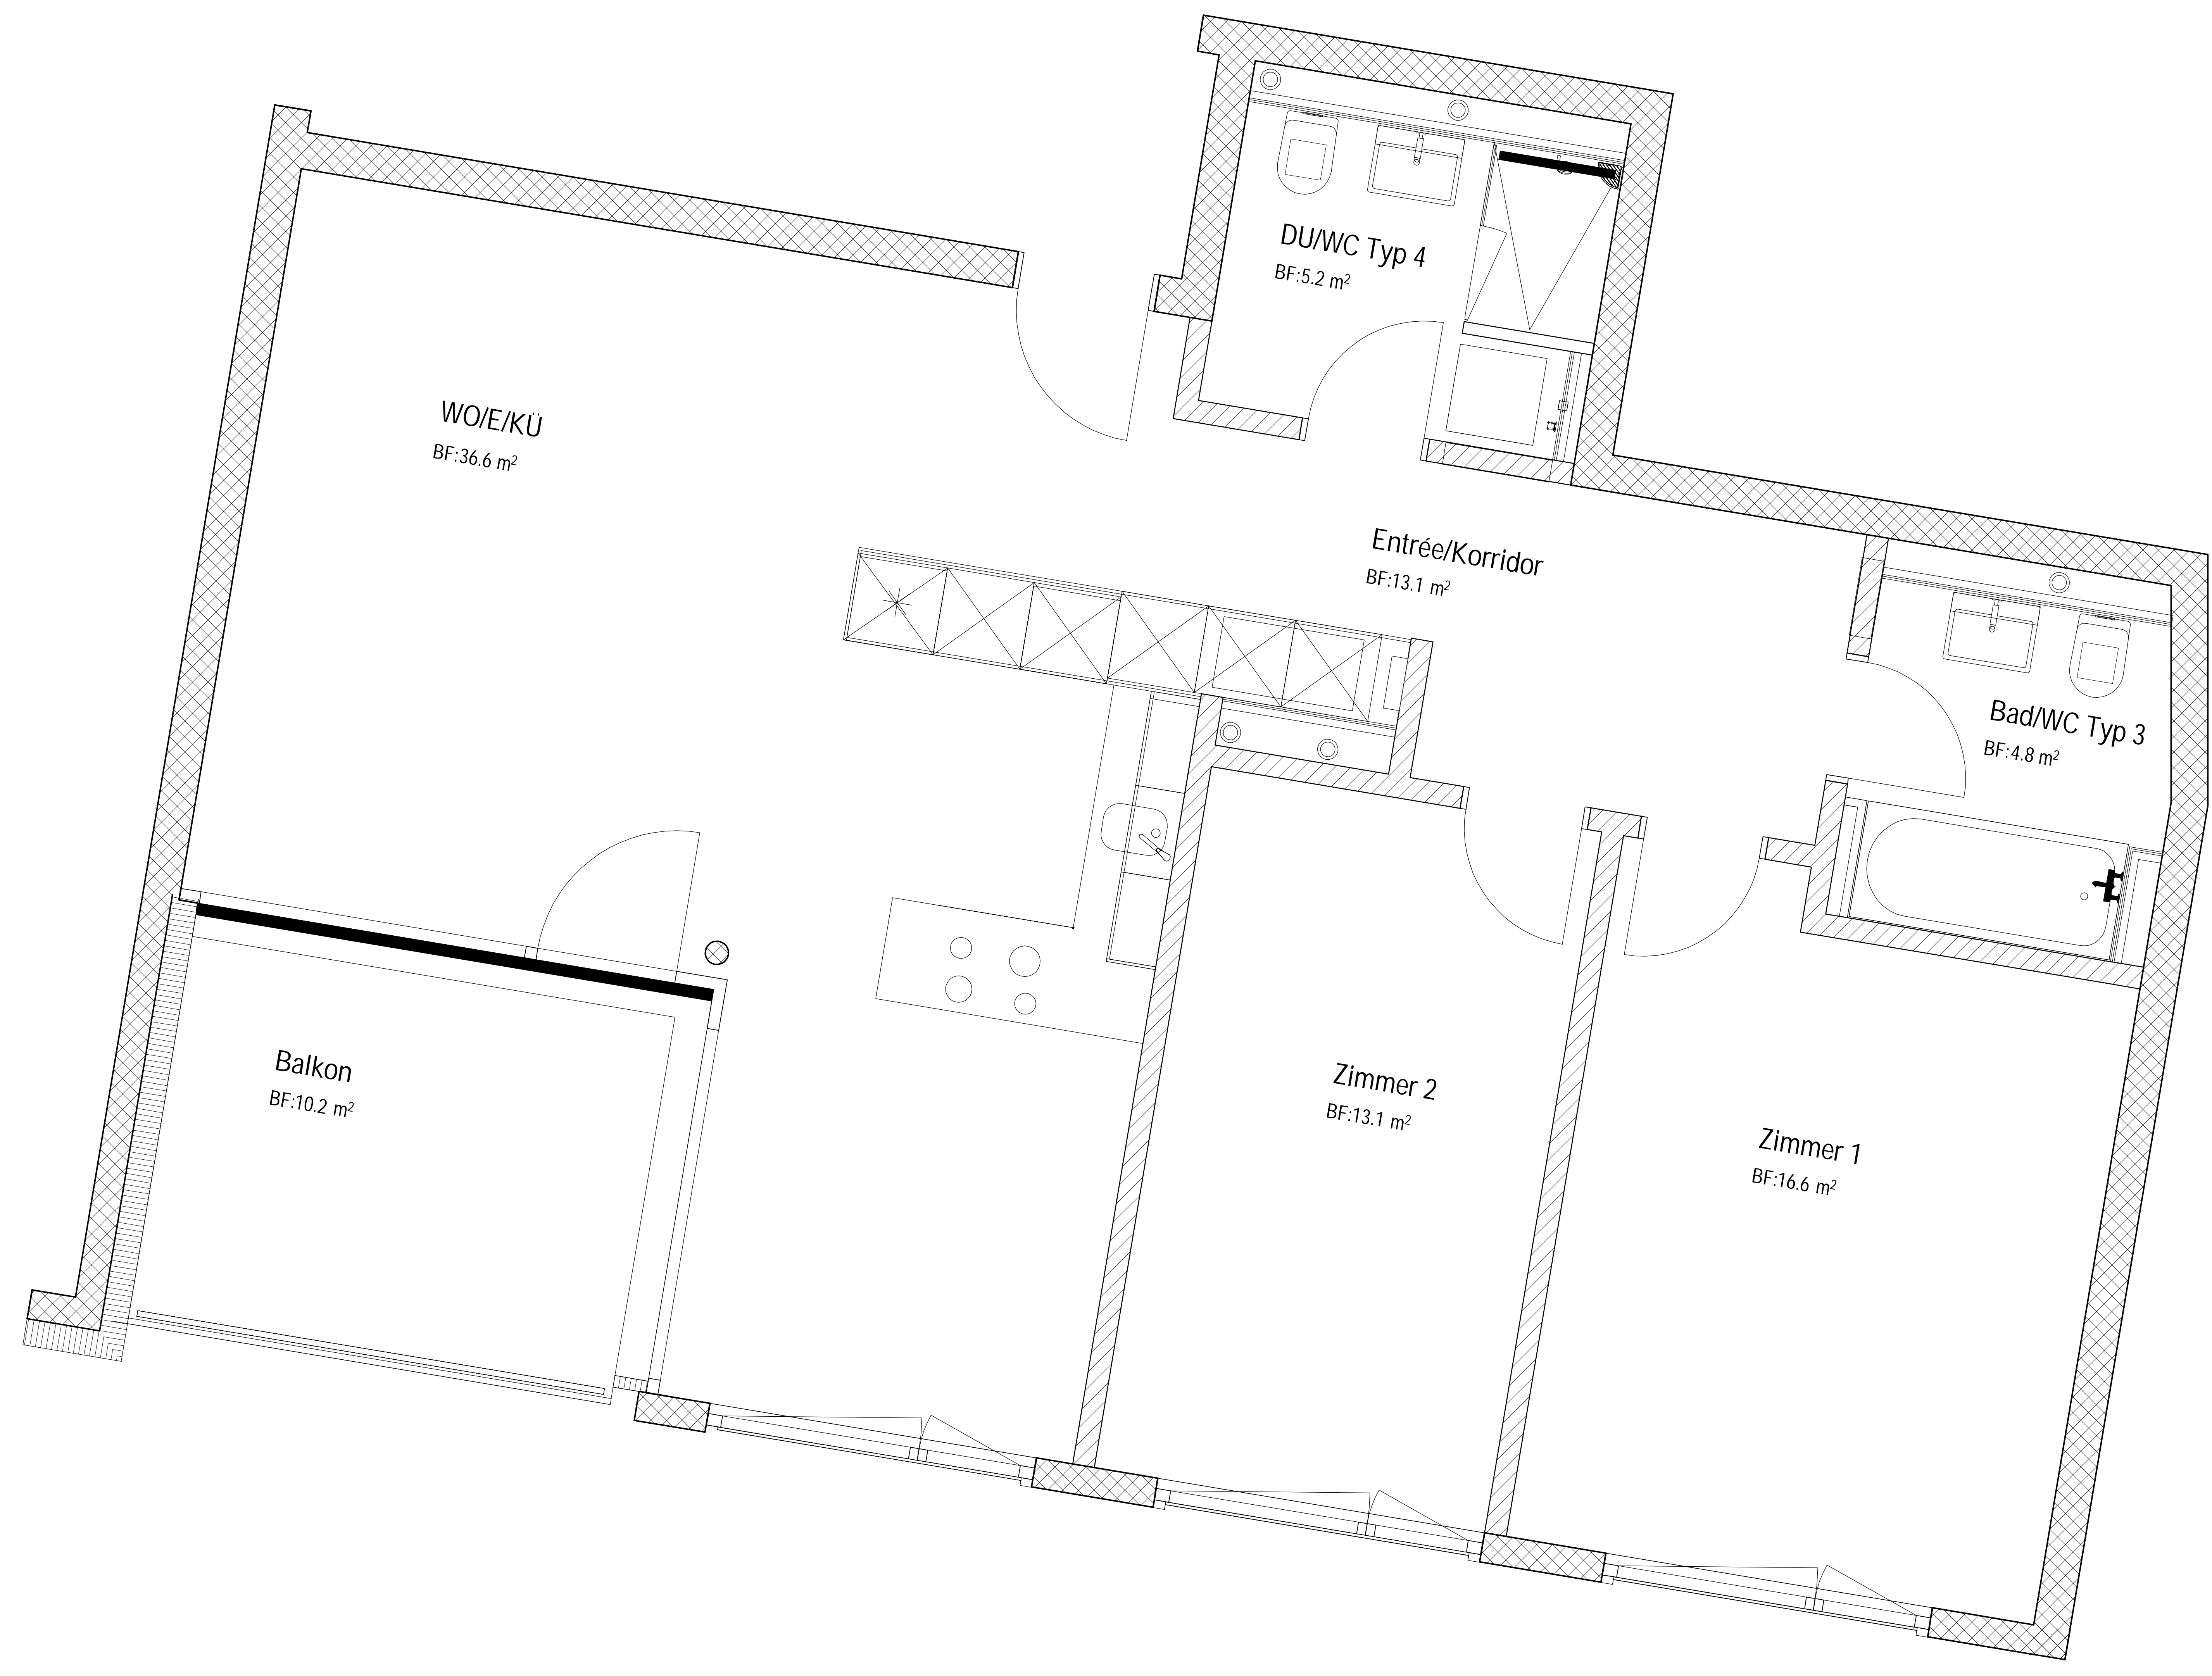 DU/WC Typ 4
BF:5.2 m²
WO/E/KÜ
BF:36.6 m²
Entrée/Korridor
BF:13.1 m²
Bad/WC Typ 3
BF:4.8 m²
Balkon
BF:10.2 m²
Zimmer 2
BF:13.1 m²
Zimmer 1
BF:16.6 m²